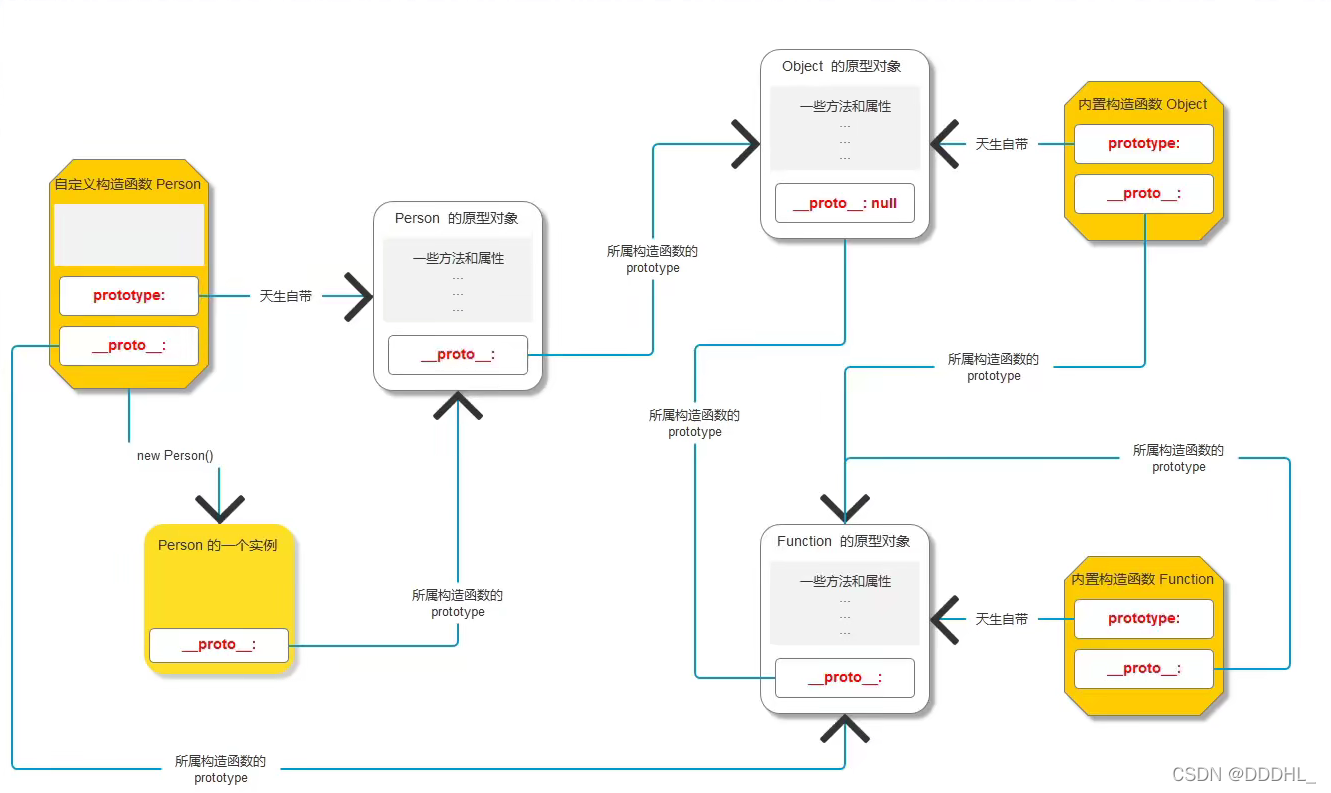 自定义构造函数 Person
prototype:
__proto__:
天生自带
new Person()
Person 的一个实例
__proto__:
所属构造函数的
prototype
Person 的原型对象
一些方法和属性
...
...
...
__proto__:
所属构造函数的
prototype
所属构造函数的
prototype
Object 的原型对象
一些方法和属性
...
...
...
__proto__: null
天生自带
内置构造函数 Object
prototype:
__proto__:
所属构造函数的
prototype
所属构造函数的
prototype
所属构造函数的
prototype
Function 的原型对象
一些方法和属性
...
...
...
__proto__:
天生自带
内置构造函数 Function
prototype:
__proto__:
CSDN @DDDHL_